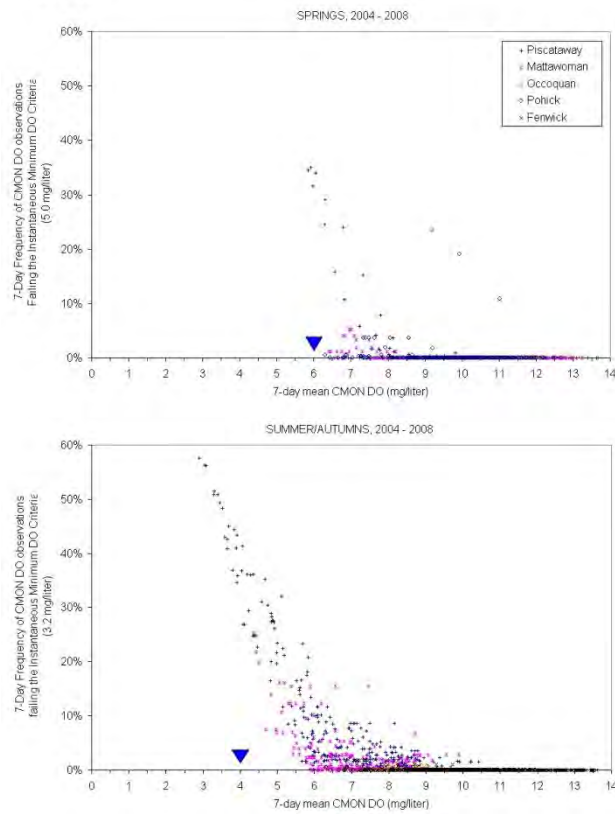 SPRINGS, 2004 - 2008
60%
50%
40%
30%
20%
10%
0%
7-Day Frequency of CMON DO observations
Failing the Instantaneous Minimum DO Criteria
(5.0 mg/liter)
Piscataway
Mattawoman
Occoquan
Pohick
Fenwick
0 1 2 3 4 5 6 7 8 9 10 11 12 13 14
7-day mean CMON DO (mg/liter)
SUMMER/AUTUMNS, 2004 - 2008
60%
50%
40%
30%
20%
10%
0%
7-Day Frequency of CMON DO observations
failing the Instantaneous Minimum DO Criteria
(3.2 mg/liter)
0 1 2 3 4 5 6 7 8 9 10 11 12 13 14
7-day mean CMON DO (mg/liter)